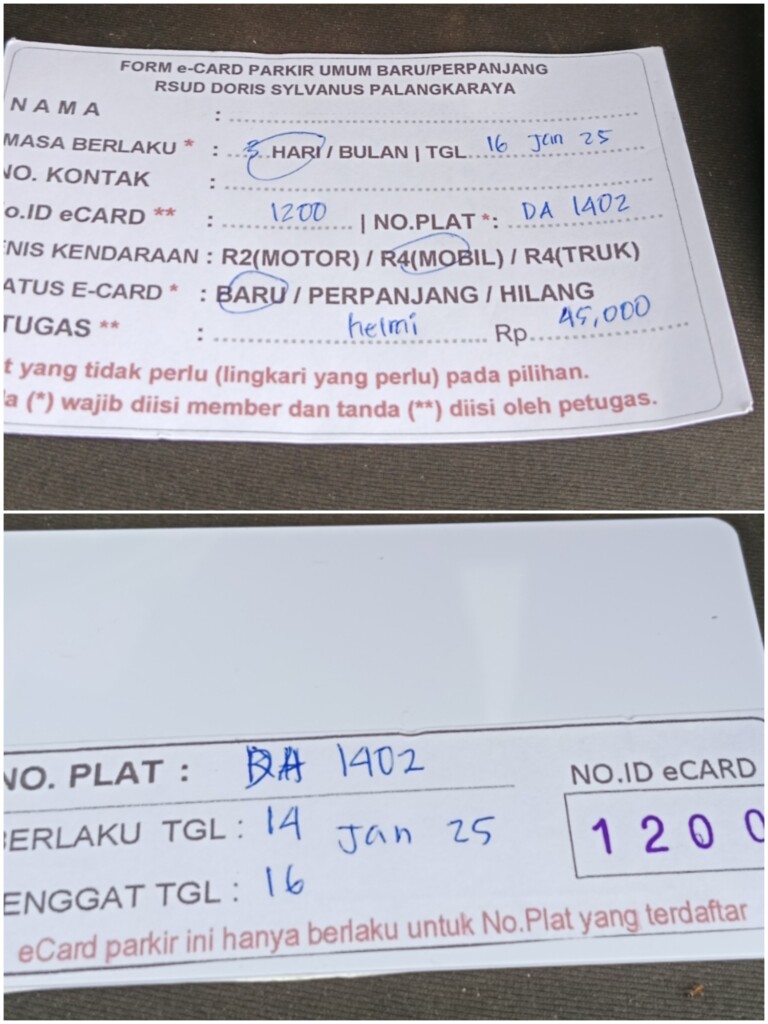 FORM e-CARD PARKIR UMUM BARU/PERPANJANG
RSUD DORIS SYLVANUS PALANGKARAYA
NAMA :
MASA BERLAKU * : 3 HARI / BULAN | TGL 16 Jan 25
NO. KONTAK :
o.ID eCARD ** : 1200 | NO.PLAT *: DA 1402
NIS KENDARAAN : R2(MOTOR) / R4(MOBIL) / R4(TRUK)
ATUS E-CARD * : BARU / PERPANJANG / HILANG
TUGAS ** : helmi Rp 45,000
t yang tidak perlu (lingkari yang perlu) pada pilihan.
a (*) wajib diisi member dan tanda (**) diisi oleh petugas.
NO. PLAT : DA 1402
NO.ID eCARD
BERLAKU TGL : 14 Jan 25
1200
ENGGAT TGL : 16
eCard parkir ini hanya berlaku untuk No.Plat yang terdaftar